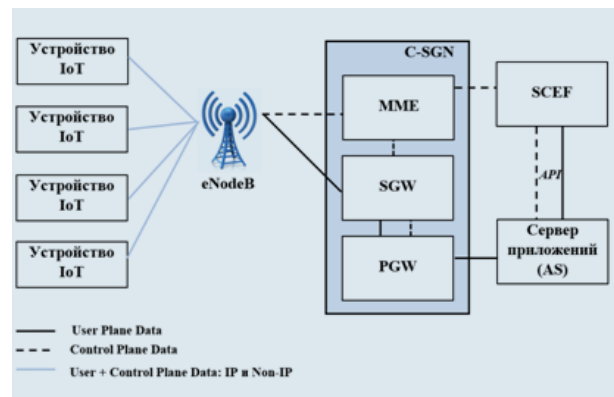 Устройство
IoT
Устройство
IoT
Устройство
IoT
Устройство
IoT
eNodeB
C-SGN
MME
SGW
PGW
SCEF
API
Сервер
приложений
(AS)
User Plane Data
Control Plane Data
User + Control Plane Data: IP и Non-IP